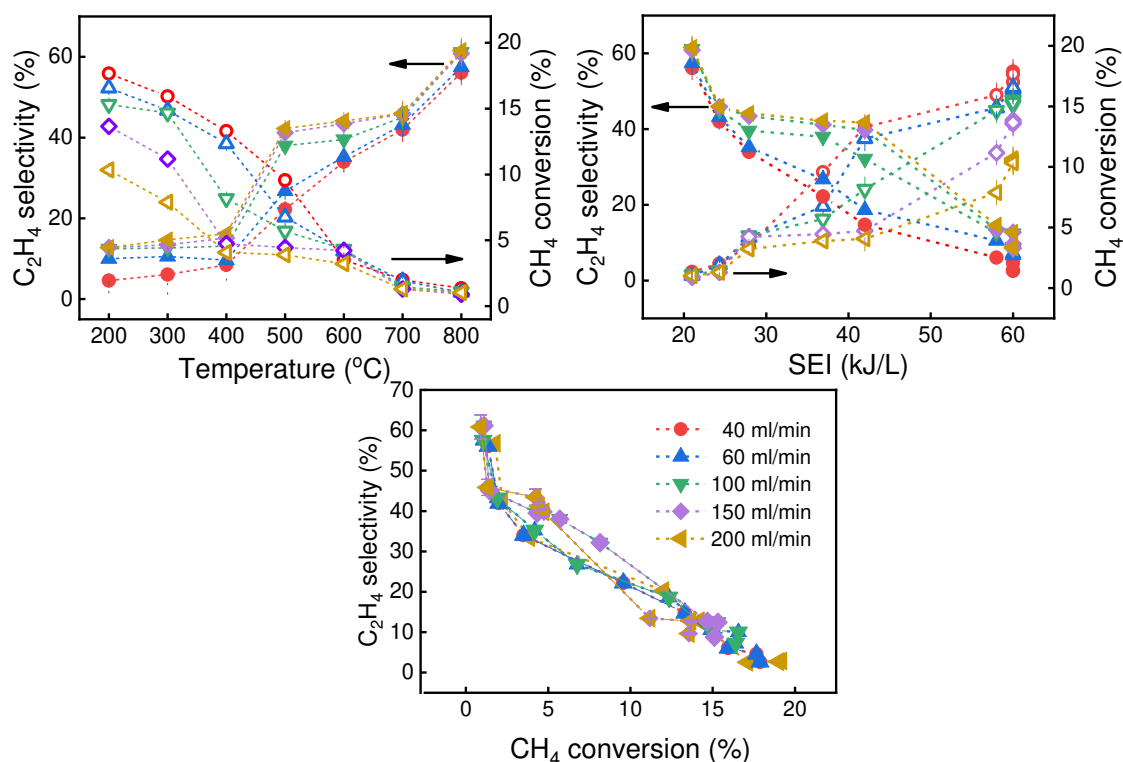 C₂H₄ selectivity (%)
60
40
20
0
20
15
10
5
0
CH₄ conversion (%)
200 300 400 500 600 700 800
Temperature (ºC)
C₂H₄ selectivity (%)
60
40
20
0
20
15
10
5
0
CH₄ conversion (%)
20 30 40 50 60
SEI (kJ/L)
C₂H₄ selectivity (%)
70
60
50
40
30
20
10
0
40 ml/min
60 ml/min
100 ml/min
150 ml/min
200 ml/min
0 5 10 15 20
CH₄ conversion (%)